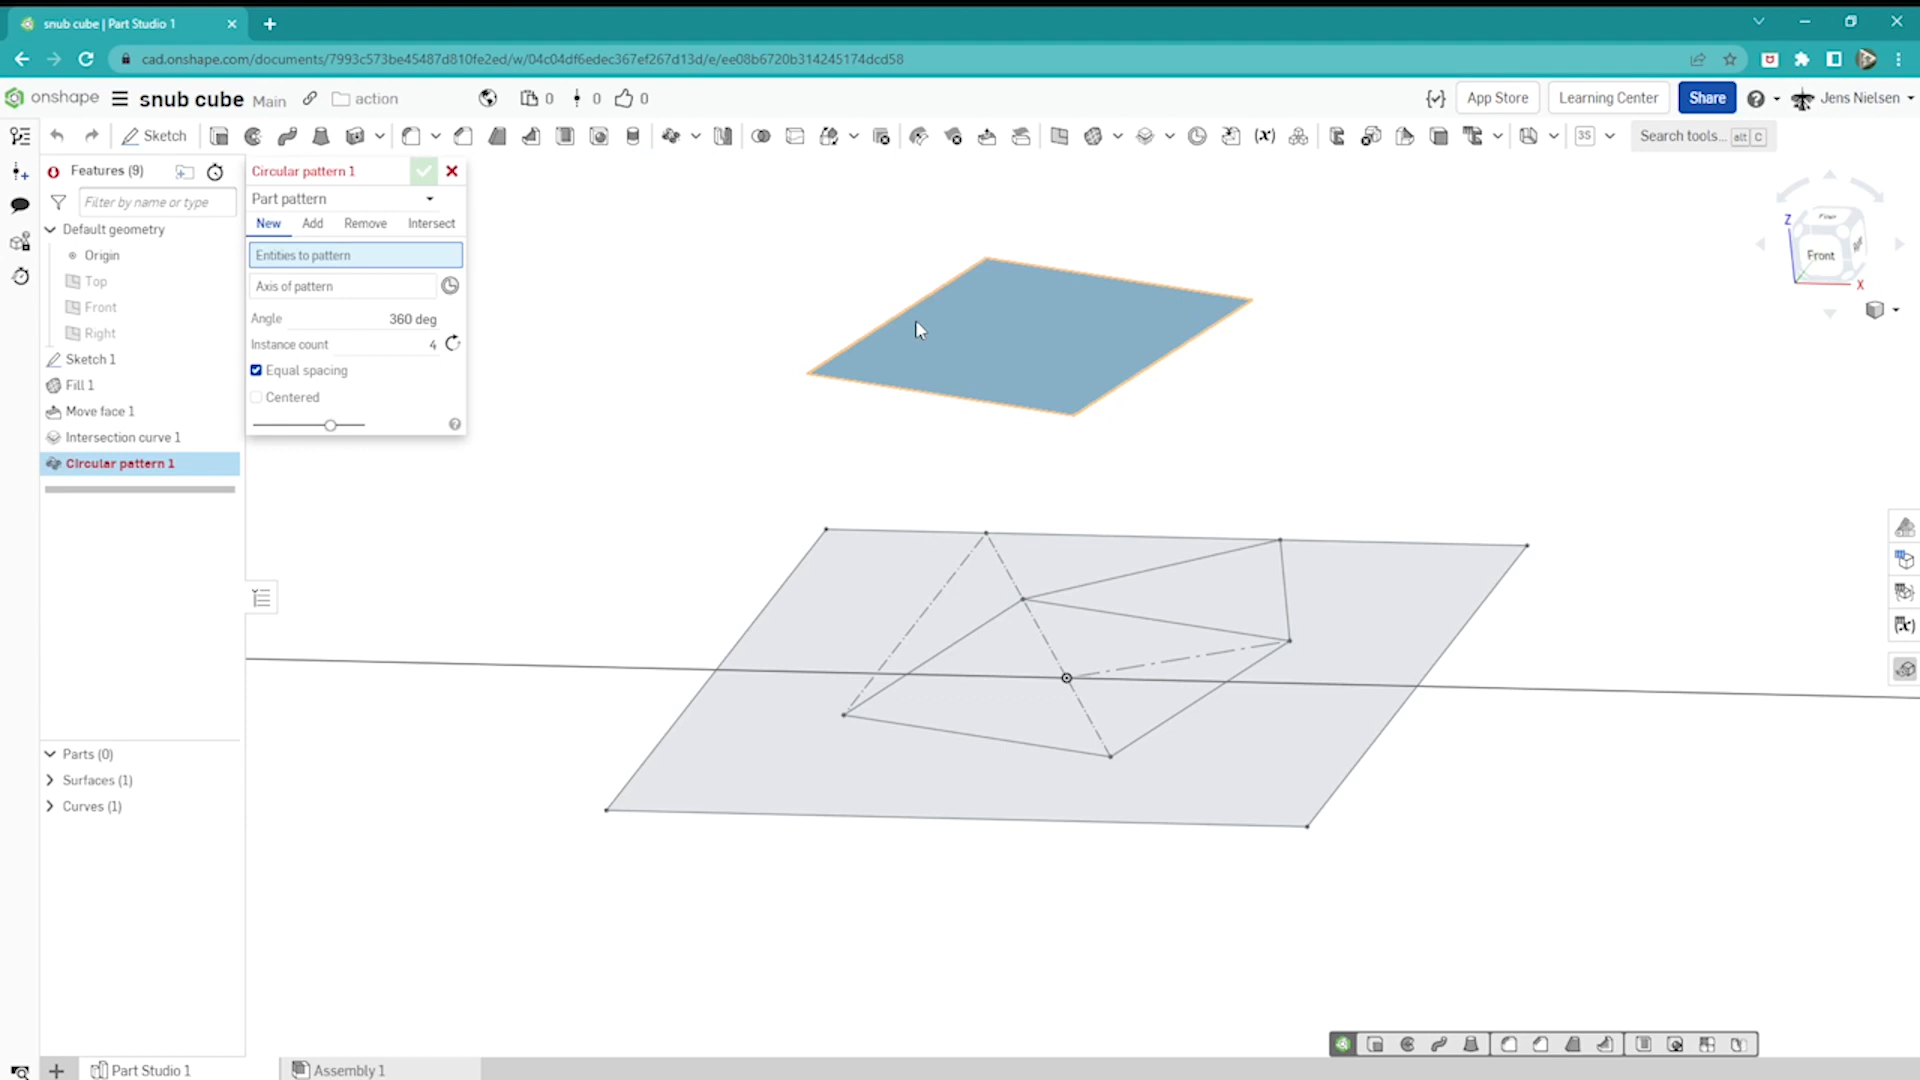 snub cube | Part Studio 1
cad.onshape.com/documents/7993c573be45487d810fe2ed/w/04c04df6edec367ef267d13d/e/ee08b6720b314245174dcd58
onshape snub cube Main action 0 0 0 App Store Learning Center Share Jens Nielsen
Sketch Search tools... alt C
Features (9)
Filter by name or type
Default geometry
Origin
Top
Front
Right
Sketch 1
Fill 1
Move face 1
Intersection curve 1
Circular pattern 1
Parts (0)
Surfaces (1)
Curves (1)
Circular pattern 1
Part pattern
New Add Remove Intersect
Entities to pattern
Axis of pattern
Angle 360 deg
Instance count 4
Equal spacing
Centered
Z
Front
X
Part Studio 1 Assembly 1